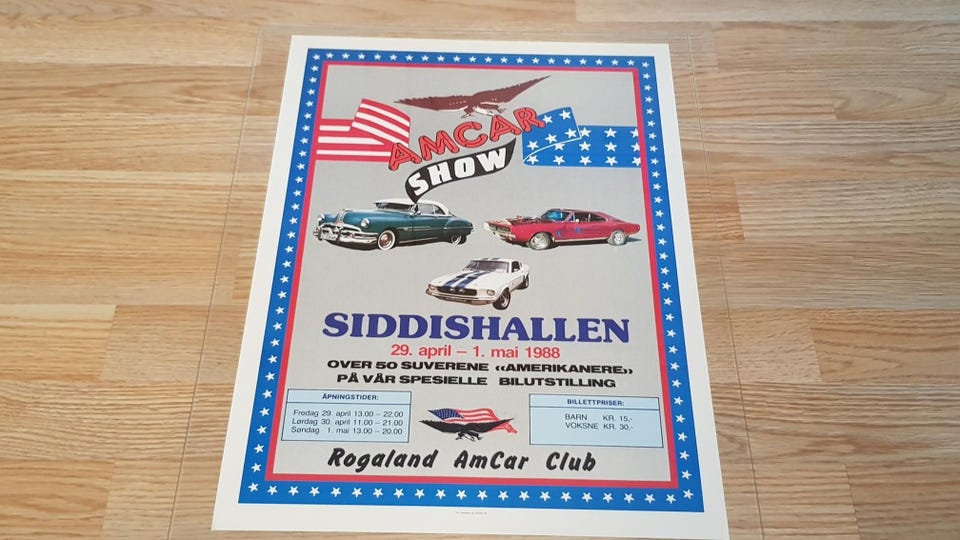 AMCAR
SHOW
SIDDISHALLEN
29. april – 1. mai 1988
OVER 50 SUVERENE «AMERIKANERE»
PÅ VÅR SPESIELLE BILUTSTILLING
ÅPNINGSTIDER:
Fredag 29. april 13.00 – 22.00
Lørdag 30. april 11.00 – 21.00
Søndag 1. mai 13.00 – 20.00
BILLETTPRISER:
BARN KR. 15,-
VOKSNE KR. 30,-
Rogaland AmCar Club